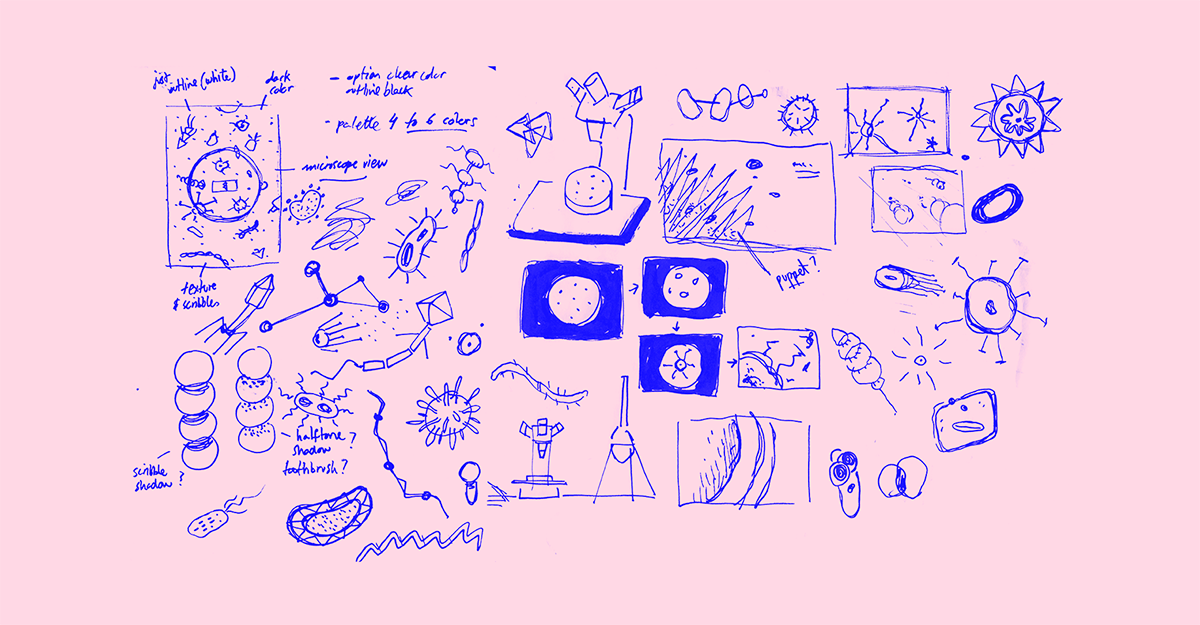 just
outline (white)
dark
color
- option clear color
outline black
- palette 4 to 6 colors
microscope view
texture
& scribbles
puppet?
halftone ?
shadow
toothbrush?
scribble
shadow ?